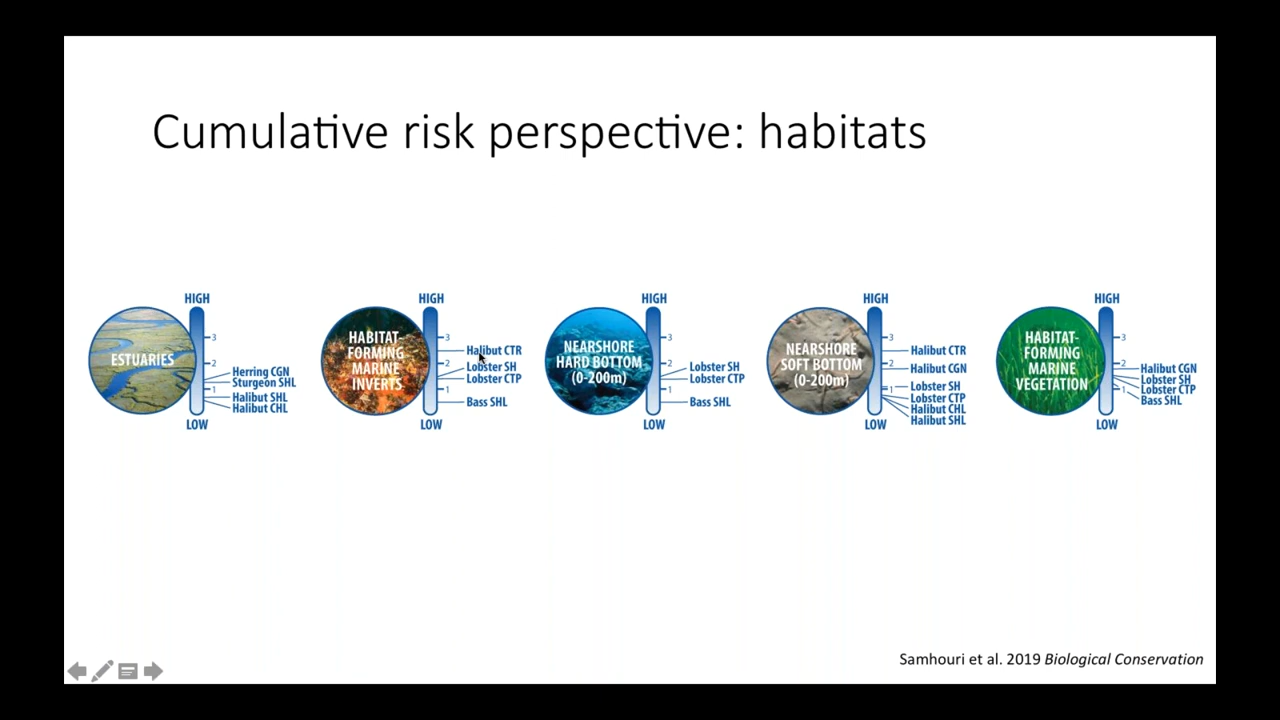 Cumulative risk perspective: habitats
HIGH
ESTUARIES
3
2
1
Herring CGN
Sturgeon SHL
Halibut SHL
Halibut CHL
LOW
HIGH
HABITAT-
FORMING
MARINE
INVERTS
3
2
1
Halibut CTR
Lobster SH
Lobster CTP
Bass SHL
LOW
HIGH
NEARSHORE
HARD BOTTOM
(0-200m)
3
2
1
Lobster SH
Lobster CTP
Bass SHL
LOW
HIGH
NEARSHORE
SOFT BOTTOM
(0-200m)
3
2
1
Halibut CTR
Halibut CGN
Lobster SH
Lobster CTP
Halibut CHL
Halibut SHL
LOW
HIGH
HABITAT-
FORMING
MARINE
VEGETATION
3
2
1
Halibut CGN
Lobster SH
Lobster CTP
Bass SHL
LOW
Samhouri et al. 2019 Biological Conservation